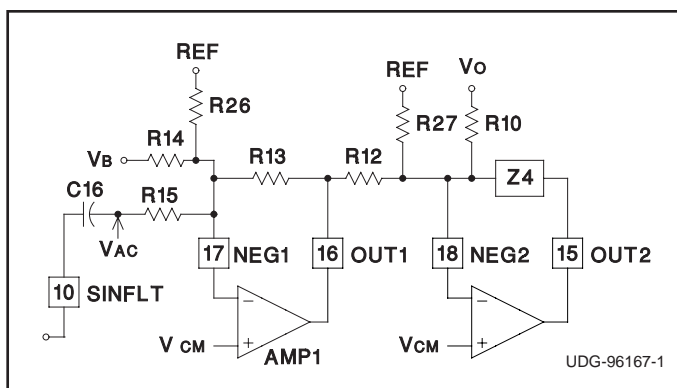 REF
R26
REF
VO
R14
R27
R10
VB
R13
R12
C16
R15
Z4
VAC
17 NEG1
16 OUT1
18 NEG2
15 OUT2
10 SINFLT
−
−
VCM
+
AMP1
VCM
+
UDG-96167-1